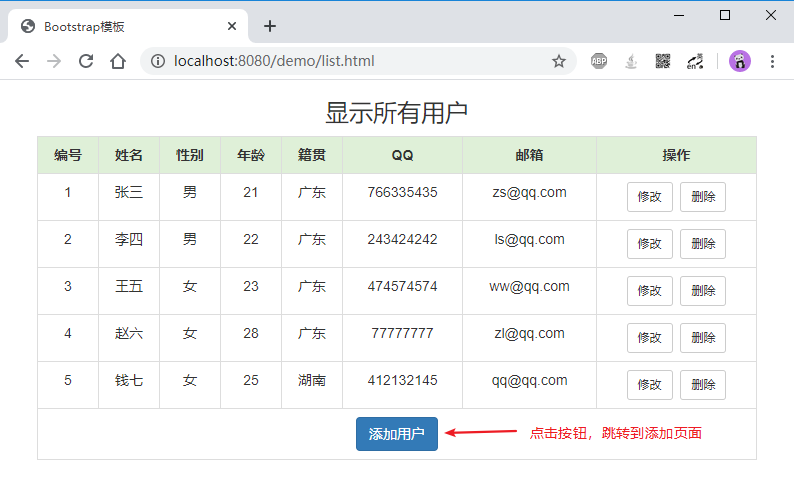 Bootstrap模板
localhost:8080/demo/list.html
ABP
en
显示所有用户
编号 姓名 性别 年龄 籍贯 QQ 邮箱 操作
1 张三 男 21 广东 766335435 zs@qq.com 修改 删除
2 李四 男 22 广东 243424242 ls@qq.com 修改 删除
3 王五 女 23 广东 474574574 ww@qq.com 修改 删除
4 赵六 女 28 广东 77777777 zl@qq.com 修改 删除
5 钱七 女 25 湖南 412132145 qq@qq.com 修改 删除
添加用户 点击按钮，跳转到添加页面